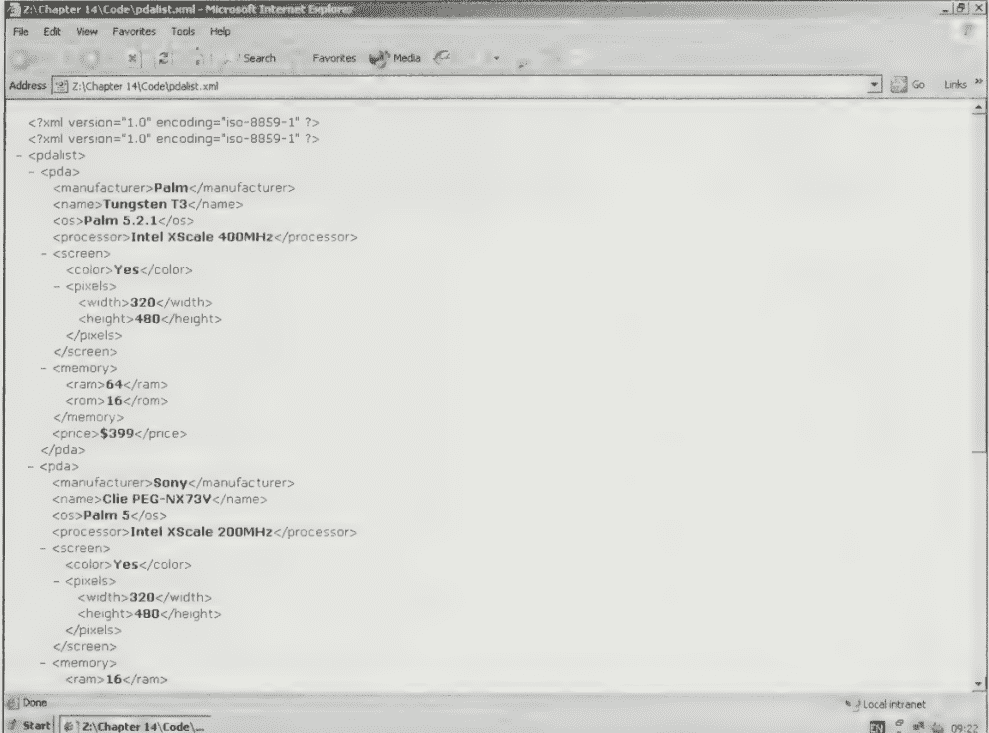 Z:\Chapter 14\Code\pdalist.xml - Microsoft Internet Explorer
File Edit View Favorites Tools Help
Search Favorites Media
Address Z:\Chapter 14\Code\pdalist.xml Go Links »
<?xml version="1.0" encoding="iso-8859-1" ?>
<?xml version="1.0" encoding="iso-8859-1" ?>
- <pdalist>
- <pda>
<manufacturer>Palm</manufacturer>
<name>Tungsten T3</name>
<os>Palm 5.2.1</os>
<processor>Intel XScale 400MHz</processor>
- <screen>
<color>Yes</color>
- <pixels>
<width>320</width>
<height>480</height>
</pixels>
</screen>
- <memory>
<ram>64</ram>
<rom>16</rom>
</memory>
<price>$399</price>
</pda>
- <pda>
<manufacturer>Sony</manufacturer>
<name>Clie PEG-NX73V</name>
<os>Palm 5</os>
<processor>Intel XScale 200MHz</processor>
- <screen>
<color>Yes</color>
- <pixels>
<width>320</width>
<height>480</height>
</pixels>
</screen>
- <memory>
<ram>16</ram>
Done Local intranet
Start Z:\Chapter 14\Code\... EN 09:22